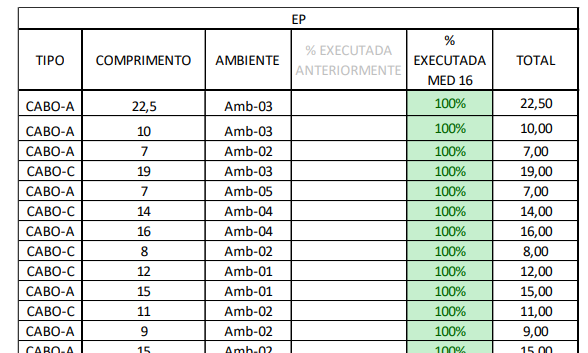 EP
TIPO COMPRIMENTO AMBIENTE % EXECUTADA ANTERIORMENTE % EXECUTADA MED 16 TOTAL
CABO-A 22,5 Amb-03 100% 22,50
CABO-A 10 Amb-03 100% 10,00
CABO-A 7 Amb-02 100% 7,00
CABO-C 19 Amb-03 100% 19,00
CABO-A 7 Amb-05 100% 7,00
CABO-C 14 Amb-04 100% 14,00
CABO-A 16 Amb-04 100% 16,00
CABO-C 8 Amb-02 100% 8,00
CABO-C 12 Amb-01 100% 12,00
CABO-A 15 Amb-01 100% 15,00
CABO-C 11 Amb-02 100% 11,00
CABO-A 9 Amb-02 100% 9,00
CABO-A 15 Amb-02 100% 15,00